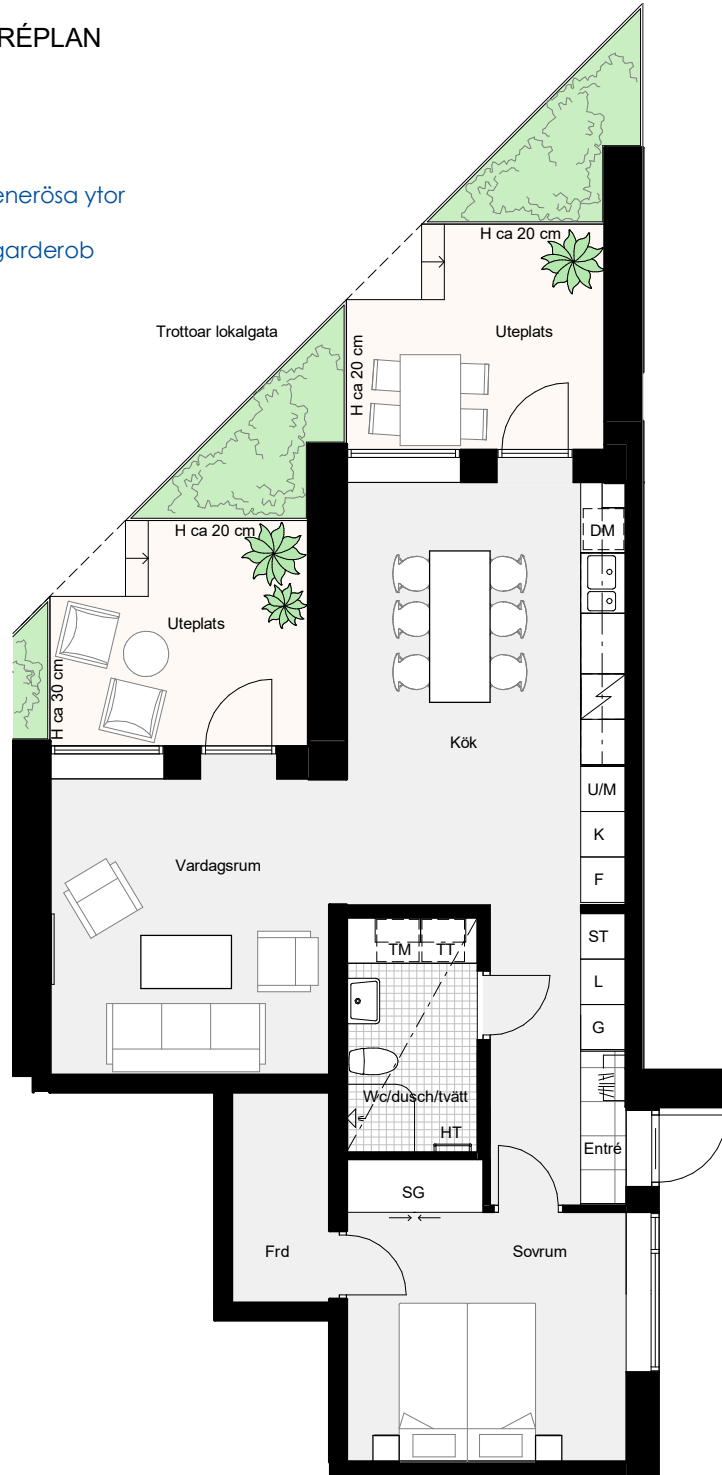 RÉPLAN
enerösa ytor
garderob
H ca 20 cm
Trottoar lokalgata
Uteplats
H ca 20 cm
H ca 20 cm
DM
Uteplats
H ca 30 cm
Kök
U/M
K
F
Vardagsrum
ST
TM
TT
L
G
Wc/dusch/tvätt
HT
Entré
SG
Frd
Sovrum